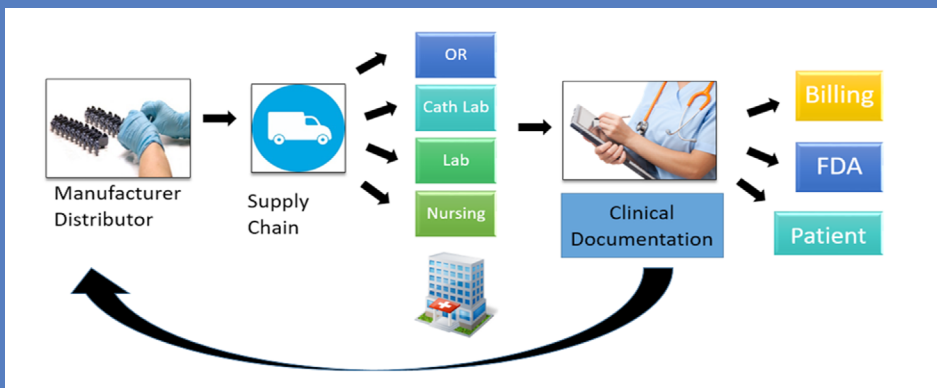 Manufacturer
Distributor
Supply
Chain
OR
Cath Lab
Lab
Nursing
Clinical
Documentation
Billing
FDA
Patient